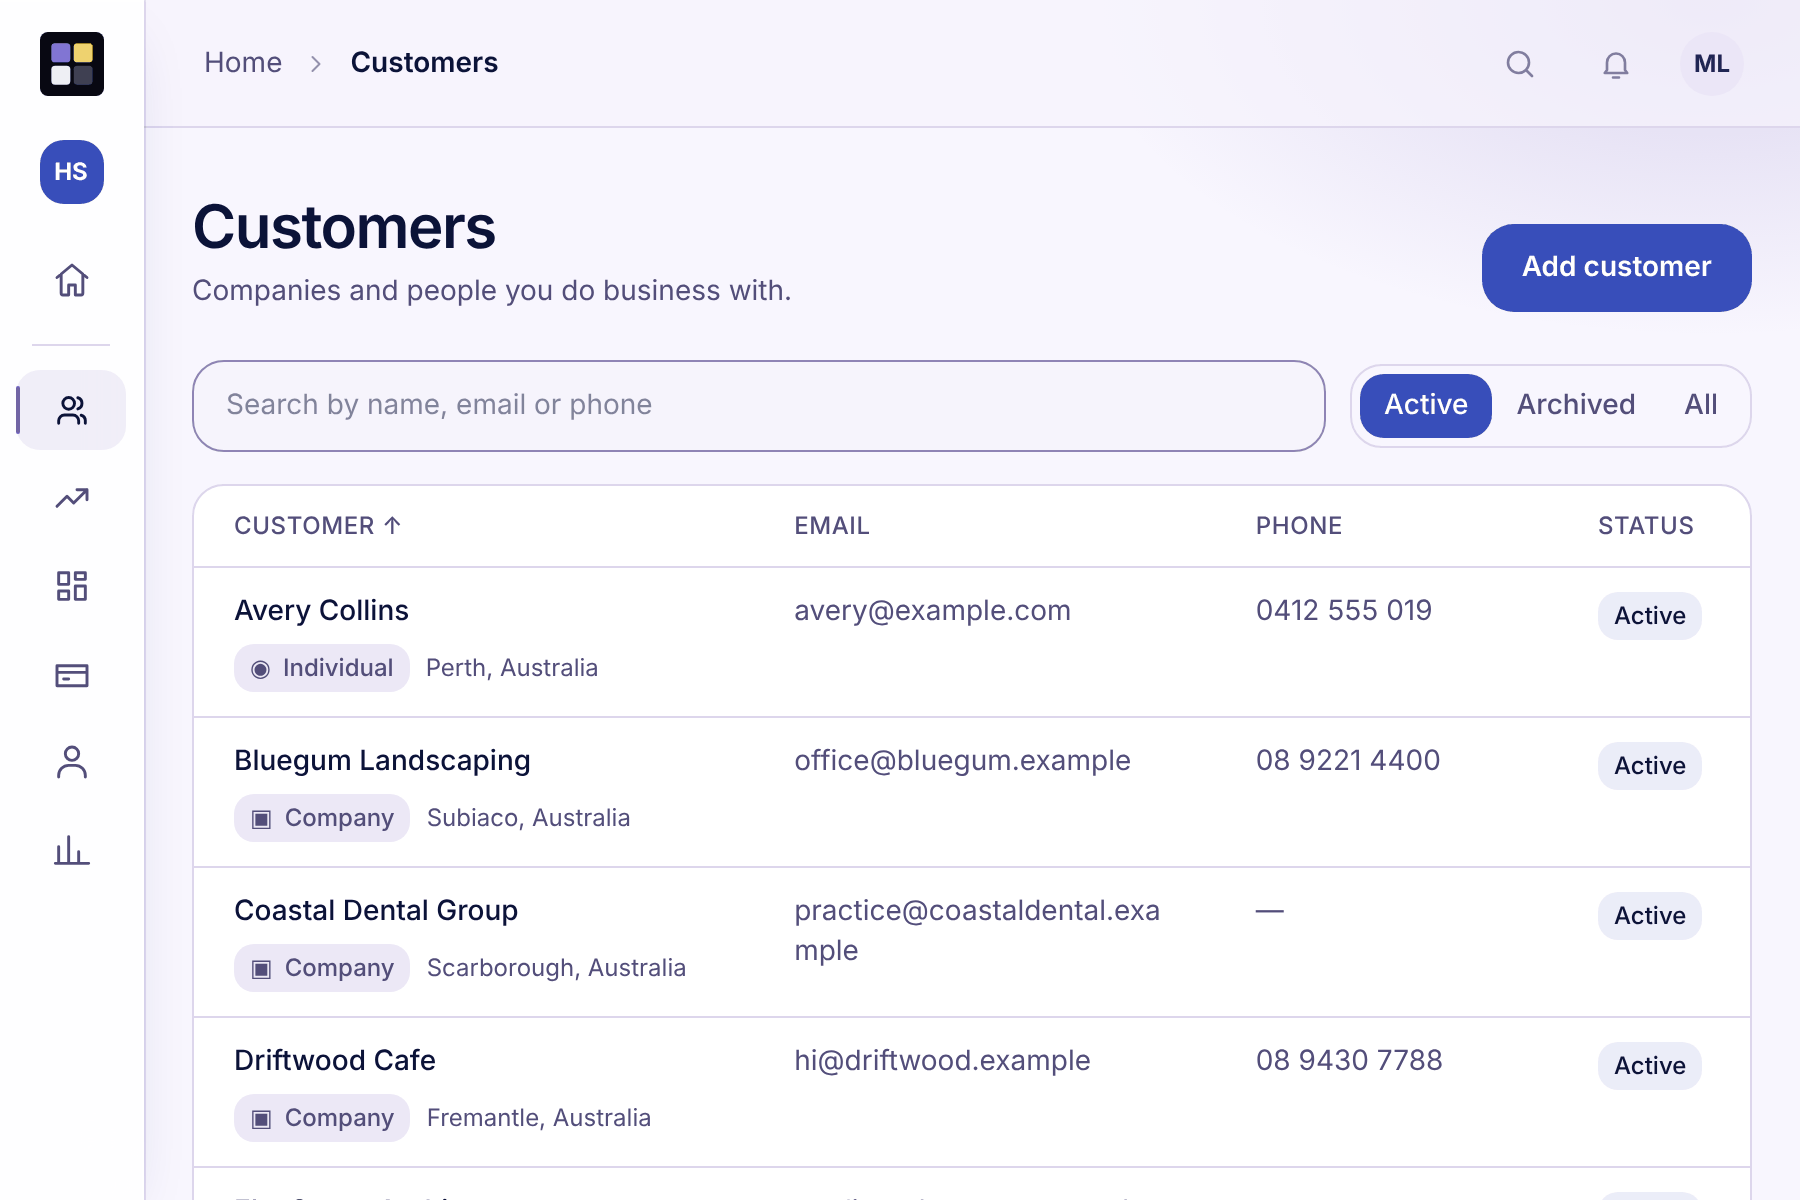 Home > Customers
ML
HS
Customers
Companies and people you do business with.
Add customer
Search by name, email or phone
Active Archived All
CUSTOMER ↑ EMAIL PHONE STATUS
Avery Collins avery@example.com 0412 555 019 Active
Individual Perth, Australia
Bluegum Landscaping office@bluegum.example 08 9221 4400 Active
Company Subiaco, Australia
Coastal Dental Group practice@coastaldental.exa — Active
mple
Company Scarborough, Australia
Driftwood Cafe hi@driftwood.example 08 9430 7788 Active
Company Fremantle, Australia